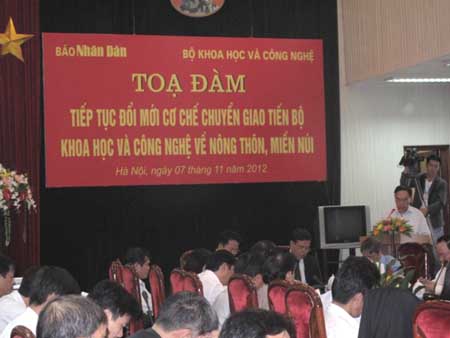 BÁO Nhân Dân
BỘ KHOA HỌC VÀ CÔNG NGHỆ
TOẠ ĐÀM
TIẾP TỤC ĐỔI MỚI CƠ CHẾ CHUYỂN GIAO TIẾN BỘ
KHOA HỌC VÀ CÔNG NGHỆ VỀ NÔNG THÔN, MIỀN NÚI
Hà Nội, ngày 07 tháng 11 năm 2012